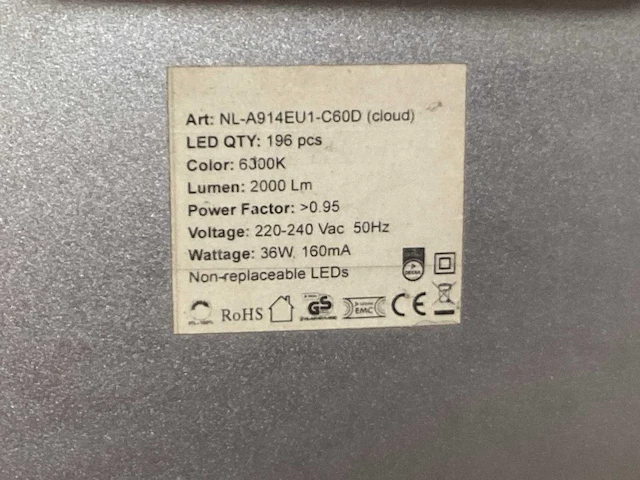 Art: NL-A914EU1-C60D (cloud)
LED QTY: 196 pcs
Color: 6300K
Lumen: 2000 Lm
Power Factor: >0.95
Voltage: 220-240 Vac 50Hz
Wattage: 36W, 160mA
Non-replaceable LEDs
RoHS GS EMC CE